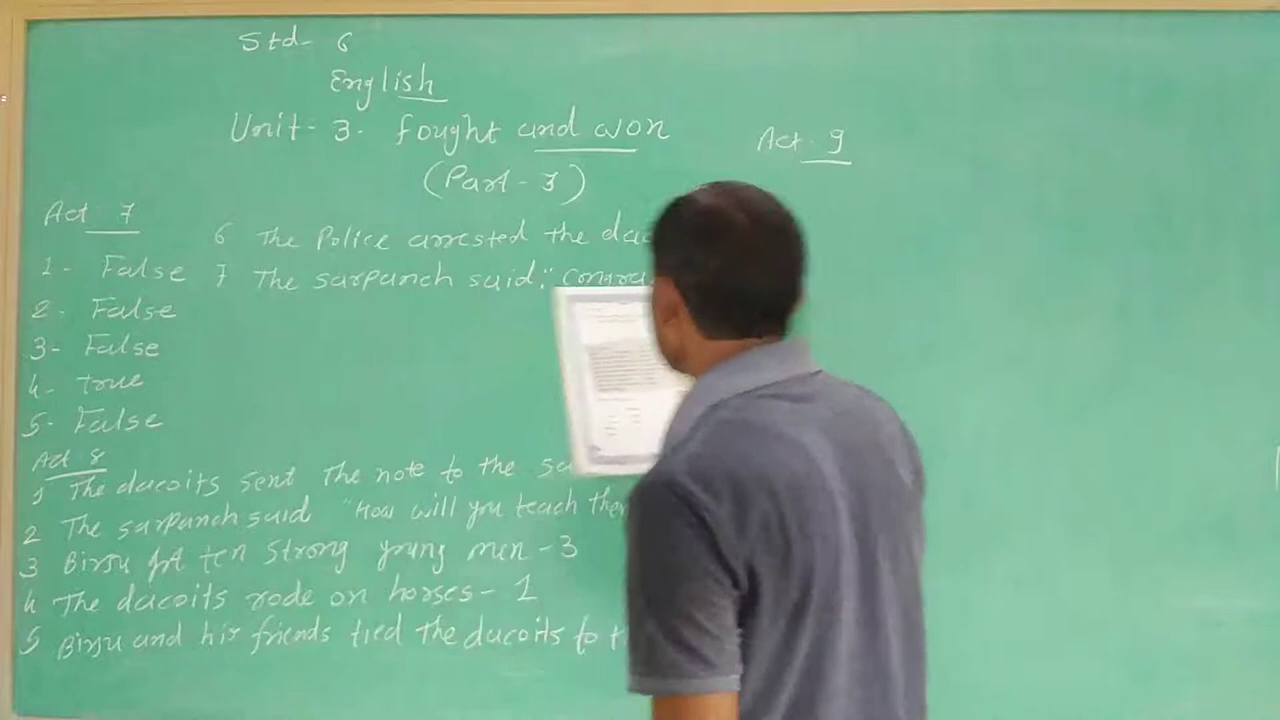 Std- 6
English
Unit- 3. Fought and won
(Part-3)
Act 7
1- False
2- False
3- False
4- True
5- False
6 The Police arrested the
7 The sarpanch said,"
Act 8
1 The dacoits sent the note to the
2 The sarpanch said "How will you teach
3 Birju got ten strong young men -3
4 The dacoits rode on horses- 1
5 Birju and his friends tied the dacoits to
Act- 9